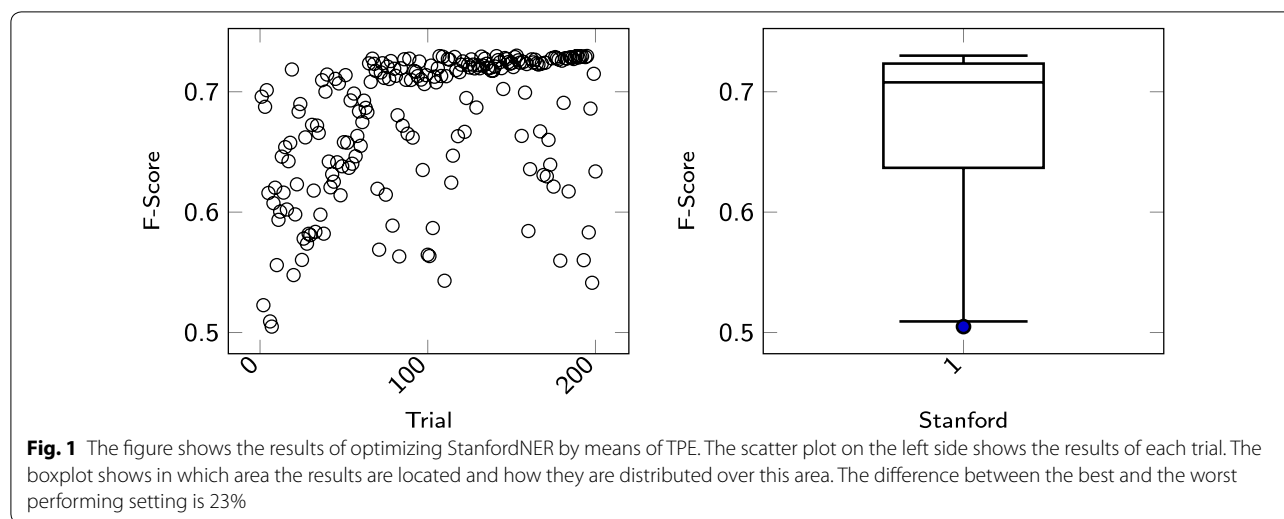 0.7
0.6
0.5
F-Score
0
100
200
Trial
0.7
0.6
0.5
F-Score
1
Stanford
Fig. 1 The figure shows the results of optimizing StanfordNER by means of TPE. The scatter plot on the left side shows the results of each trial. The
boxplot shows in which area the results are located and how they are distributed over this area. The difference between the best and the worst
performing setting is 23%